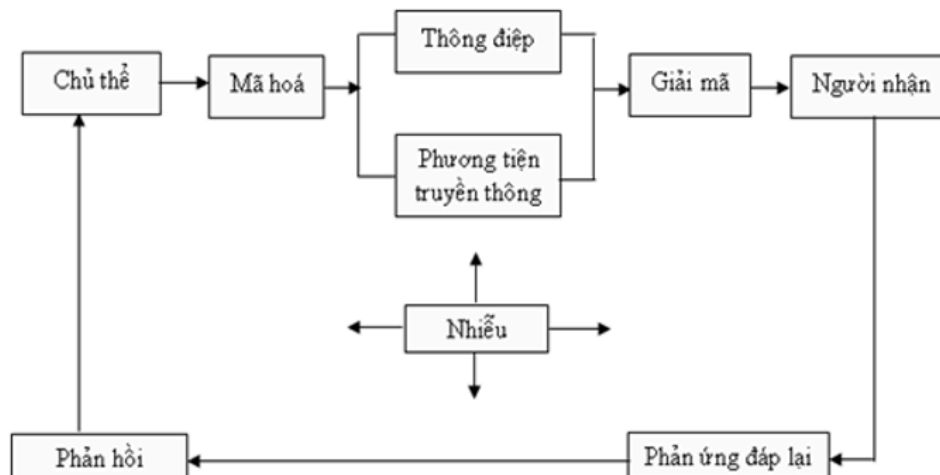 Thông điệp
Chủ thể
Mã hoá
Giải mã
Người nhận
Phương tiện
truyền thông
Nhiễu
Phản hồi
Phản ứng đáp lại